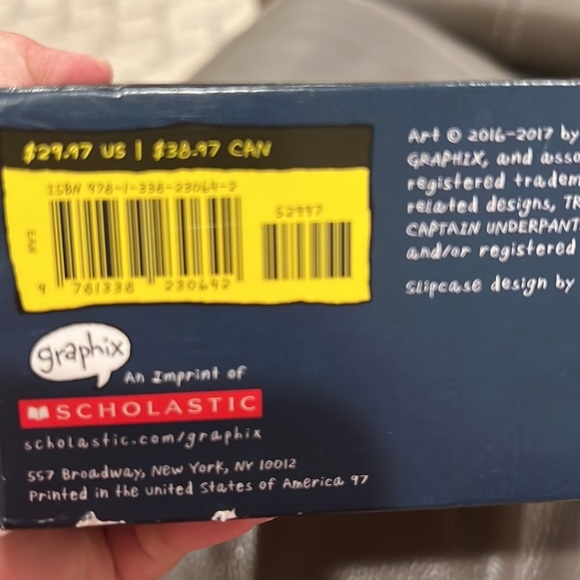 $29.97 US | $38.97 CAN
ISBN 978-1-338-23064-2
52997
EAN
9 781338 230642
graphix
An Imprint of
SCHOLASTIC
scholastic.com/graphix
557 Broadway, New York, NY 10012
Printed in the United States of America 97
Art © 2016-2017 by
GRAPHIX, and asso
registered tradem
related designs, TR
CAPTAIN UNDERPANT
and/or registered
Slipcase design by